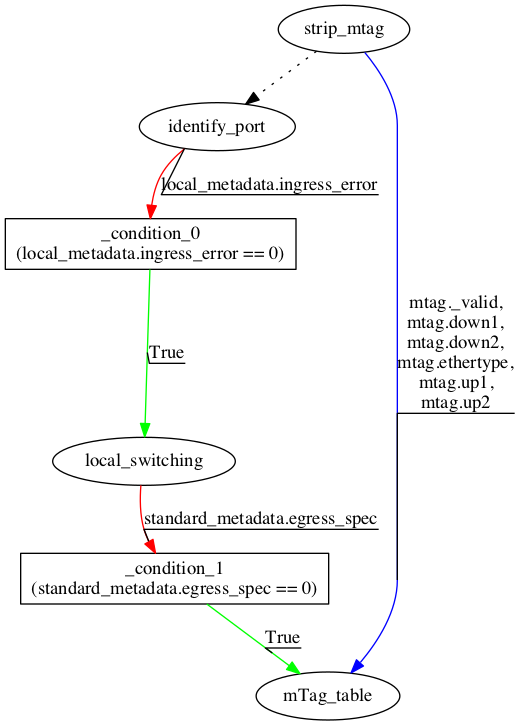 strip_mtag
identify_port
local_metadata.ingress_error
_condition_0
(local_metadata.ingress_error == 0)
mtag._valid,
mtag.down1,
mtag.down2,
mtag.ethertype,
mtag.up1,
mtag.up2
True
local_switching
standard_metadata.egress_spec
_condition_1
(standard_metadata.egress_spec == 0)
True
mTag_table